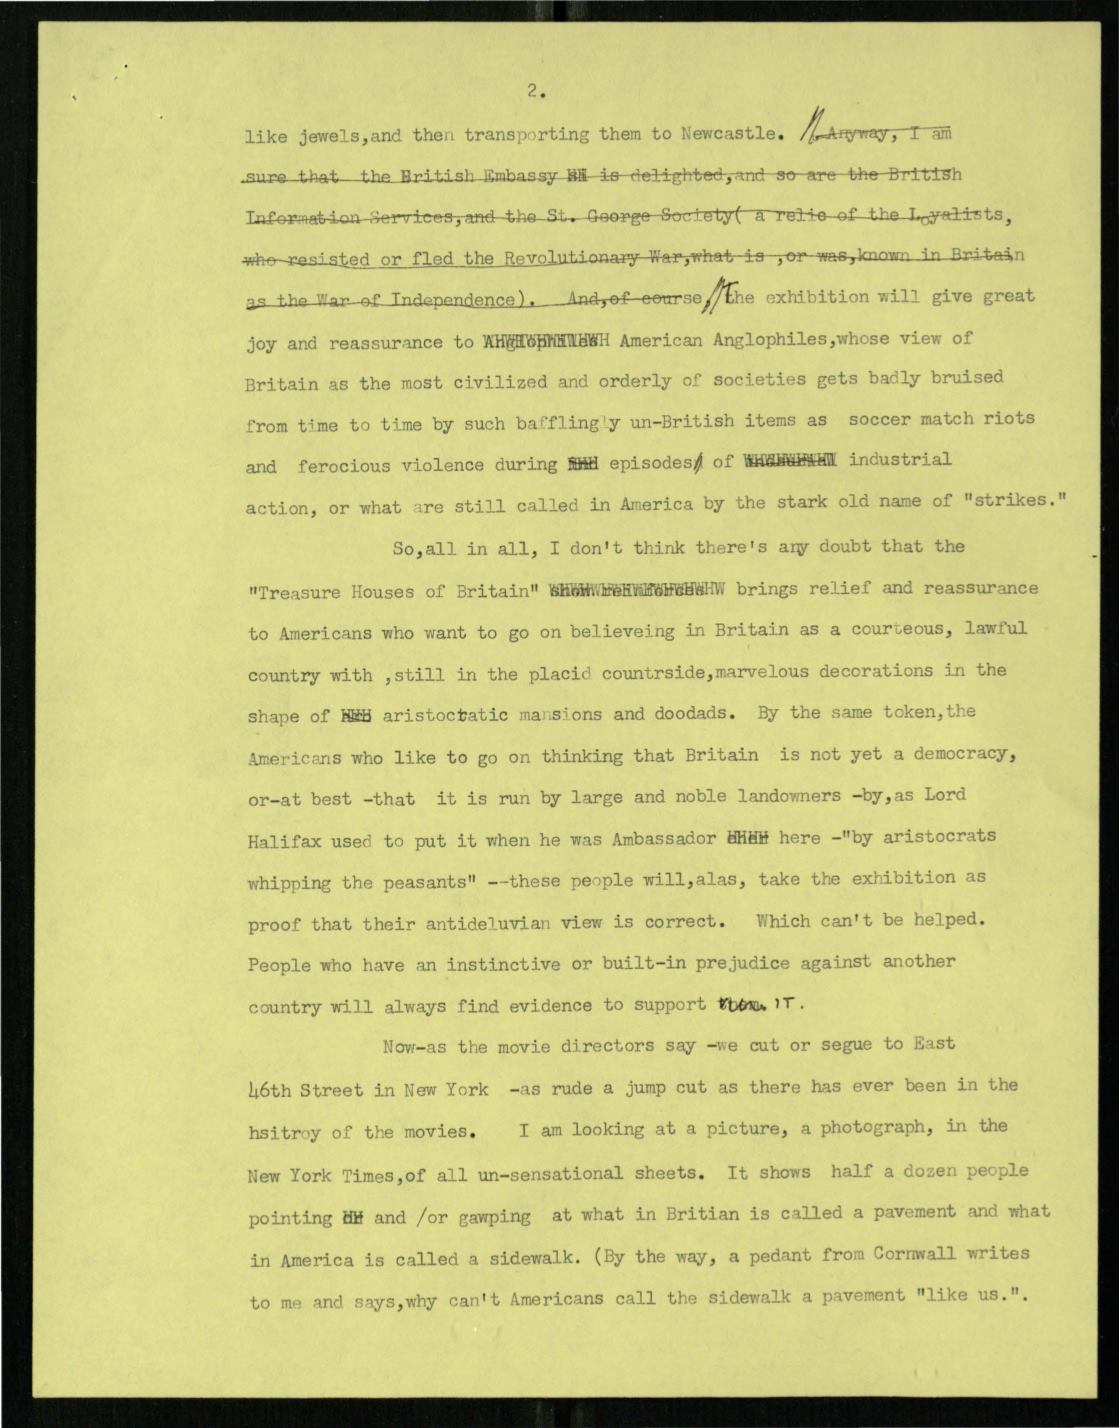 2.
like jewels,and then transporting them to Newcastle. Anyway, I am
sure that the British Embassy is delighted,and so are the British
Information Services,and the St. George Society( a relic of the Loyalists,
who resisted or fled the Revolutionary War,what is ,or was,known in Britain
as the War of Independence). And,of course, The exhibition will give great
joy and reassurance to American Anglophiles,whose view of
Britain as the most civilized and orderly of societies gets badly bruised
from time to time by such bafflingly un-British items as soccer match riots
and ferocious violence during episodes of industrial
action, or what are still called in America by the stark old name of "strikes."
So,all in all, I don't think there's any doubt that the
"Treasure Houses of Britain" brings relief and reassurance
to Americans who want to go on believeing in Britain as a courteous, lawful
country with ,still in the placid countrside,marvelous decorations in the
shape of aristoctatic mansions and doodads. By the same token,the
Americans who like to go on thinking that Britain is not yet a democracy,
or-at best -that it is run by large and noble landowners -by,as Lord
Halifax used to put it when he was Ambassador here -"by aristocrats
whipping the peasants" --these people will,alas, take the exhibition as
proof that their antideluvian view is correct. Which can't be helped.
People who have an instinctive or built-in prejudice against another
country will always find evidence to support IT.
Now-as the movie directors say -we cut or segue to East
46th Street in New York -as rude a jump cut as there has ever been in the
hsitroy of the movies. I am looking at a picture, a photograph, in the
New York Times,of all un-sensational sheets. It shows half a dozen people
pointing and /or gawping at what in Britian is called a pavement and what
in America is called a sidewalk. (By the way, a pedant from Cornwall writes
to me and says,why can't Americans call the sidewalk a pavement "like us.".